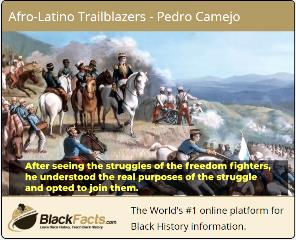 Afro-Latino Trailblazers - Pedro Camejo
After seeing the struggles of the freedom fighters,
he understood the real purposes of the struggle
and opted to join them.
BlackFacts.com
Learn Black History, Teach Black History
The World's #1 online platform for
Black History information.